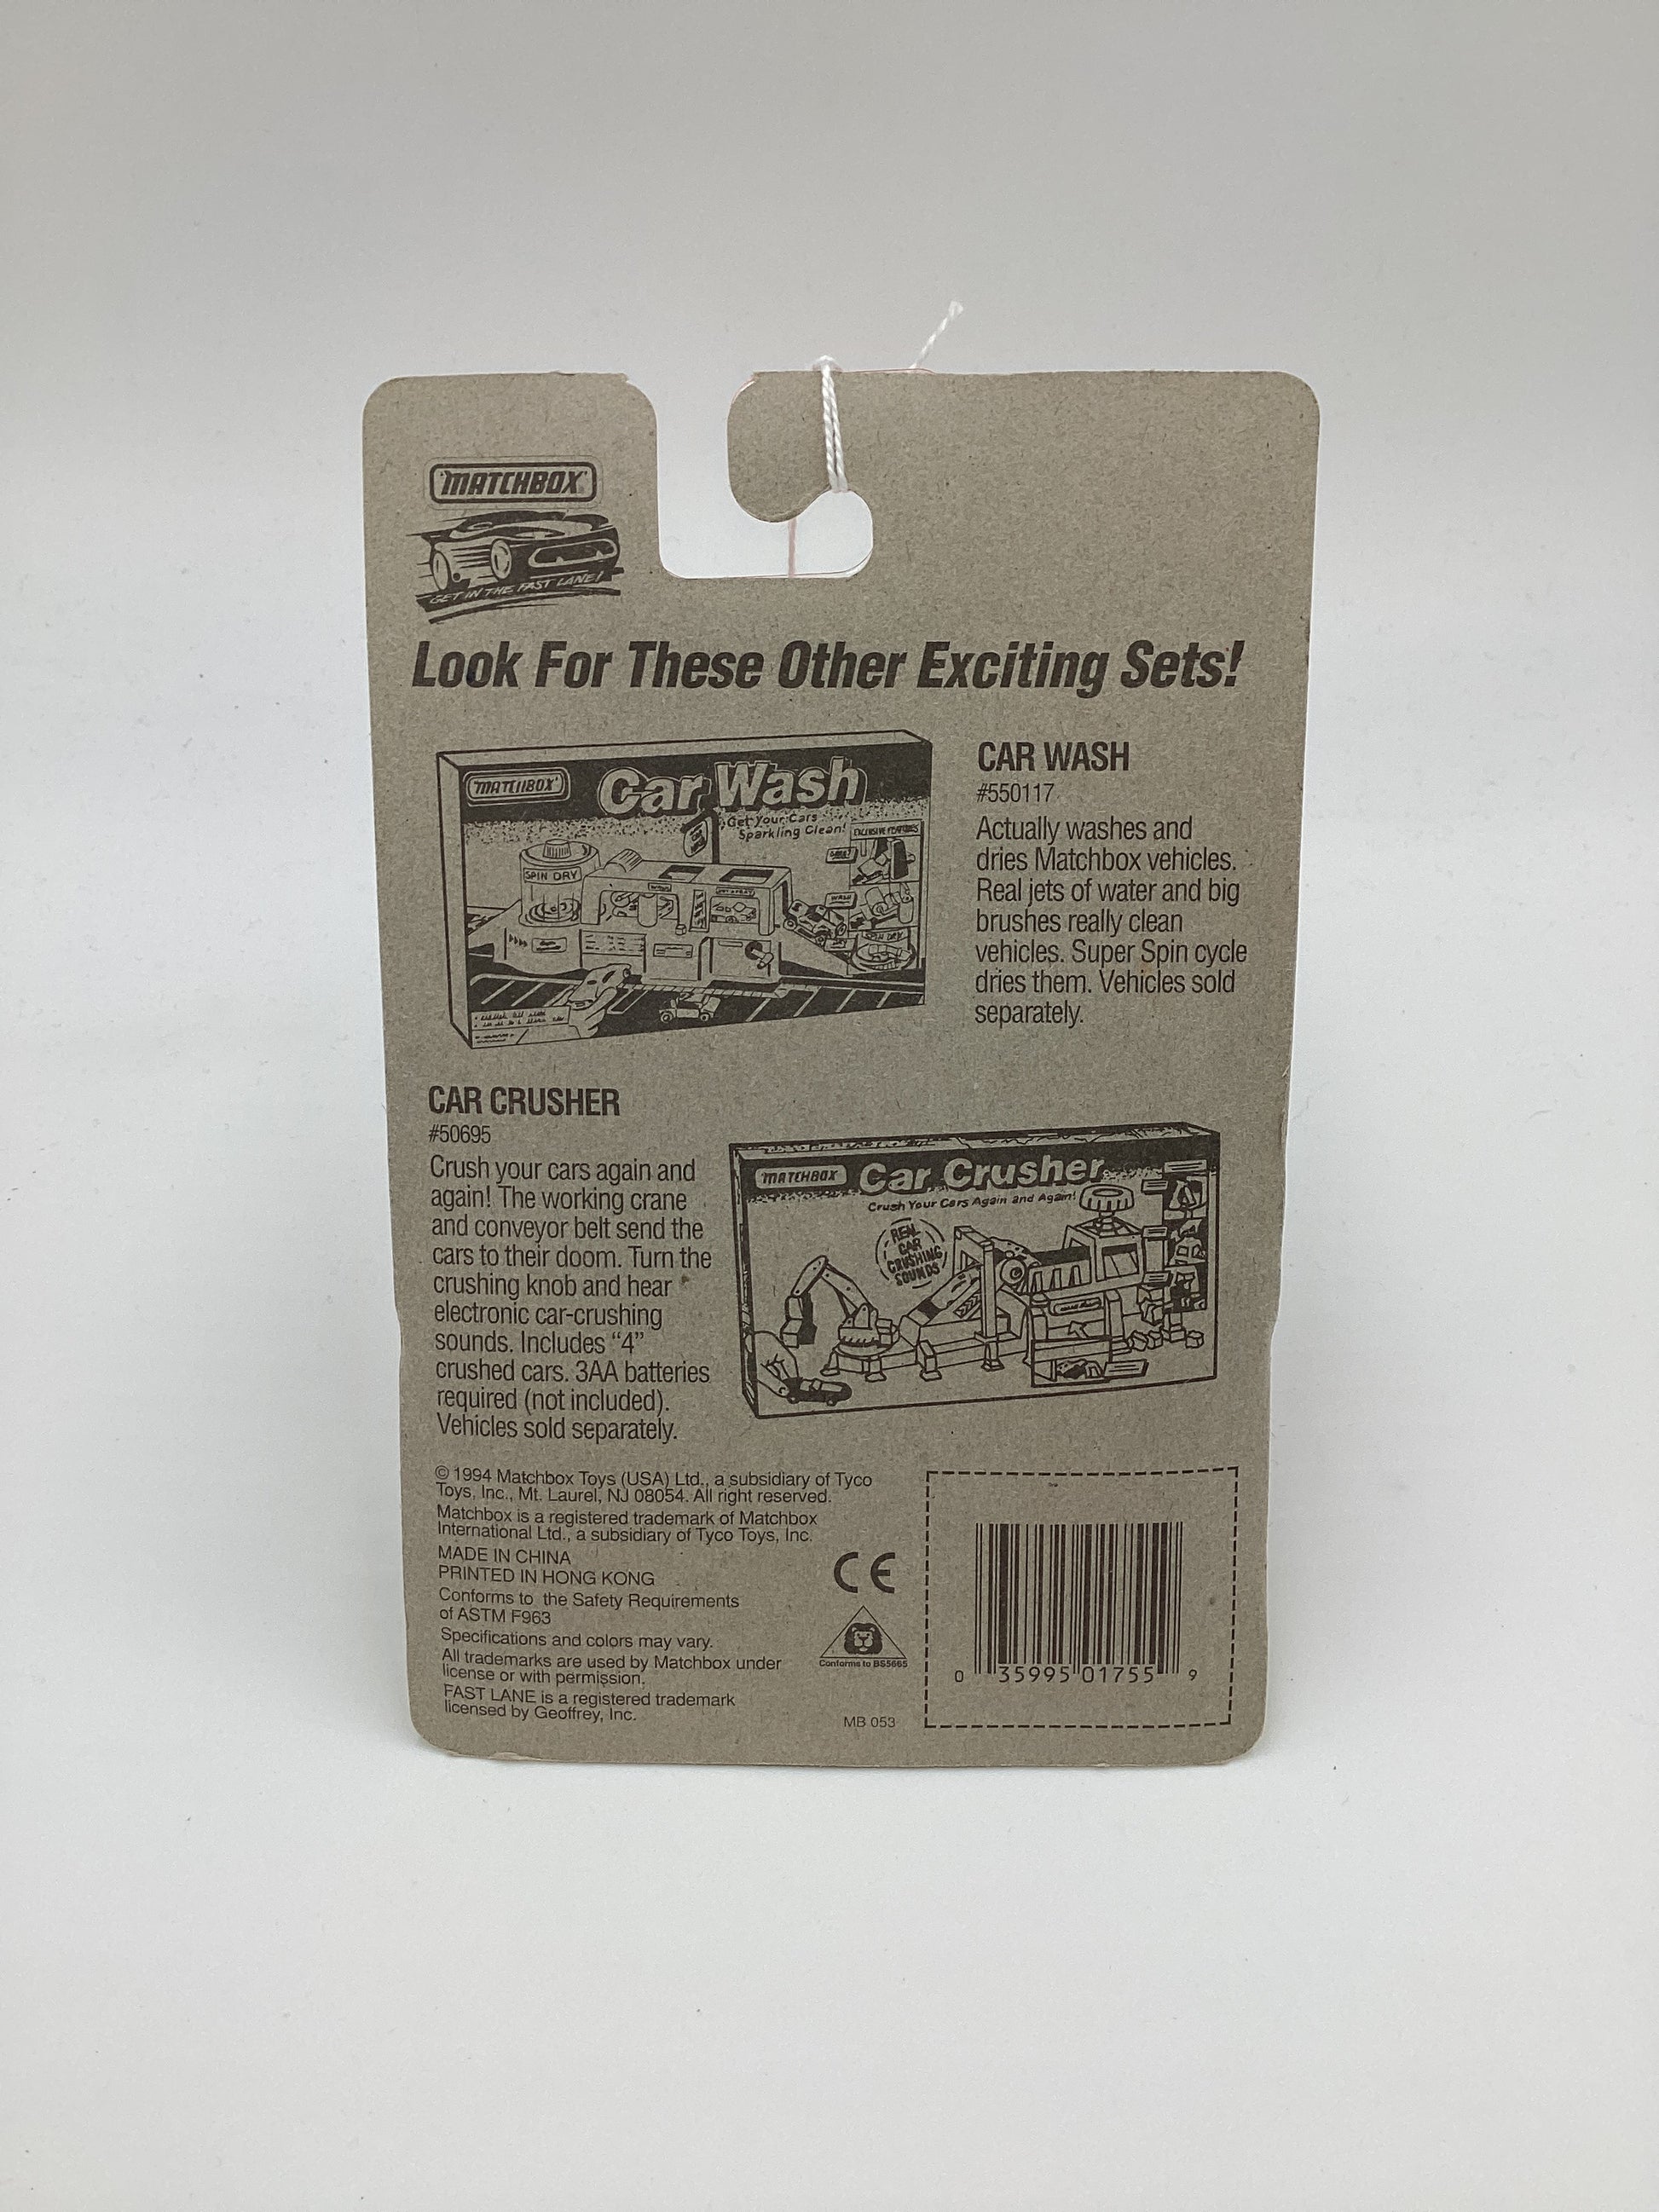 MATCHBOX
GET IN THE FAST LANE!
Look For These Other Exciting Sets!
MATCHBOX
Car Wash
Get Your Cars
Sparkling Clean!
EXCLUSIVE FEATURES
SPIN DRY
WASH
SPIN DRY
CAR WASH
#550117
Actually washes and
dries Matchbox vehicles.
Real jets of water and big
brushes really clean
vehicles. Super Spin cycle
dries them. Vehicles sold
separately.
CAR CRUSHER
#50695
Crush your cars again and
again! The working crane
and conveyor belt send the
cars to their doom. Turn the
crushing knob and hear
electronic car-crushing
sounds. Includes “4”
crushed cars. 3AA batteries
required (not included).
Vehicles sold separately.
MATCHBOX
Car Crusher
Crush Your Cars Again and Again!
REAL
CAR
CRUSHING
SOUNDS
© 1994 Matchbox Toys (USA) Ltd., a subsidiary of Tyco
Toys, Inc., Mt. Laurel, NJ 08054. All right reserved.
Matchbox is a registered trademark of Matchbox
International Ltd., a subsidiary of Tyco Toys, Inc.
MADE IN CHINA
PRINTED IN HONG KONG
Conforms to the Safety Requirements
of ASTM F963
Specifications and colors may vary.
All trademarks are used by Matchbox under
license or with permission.
FAST LANE is a registered trademark
licensed by Geoffrey, Inc.
CE
Conforms to BS5665
MB 053
0 35995 01755 9